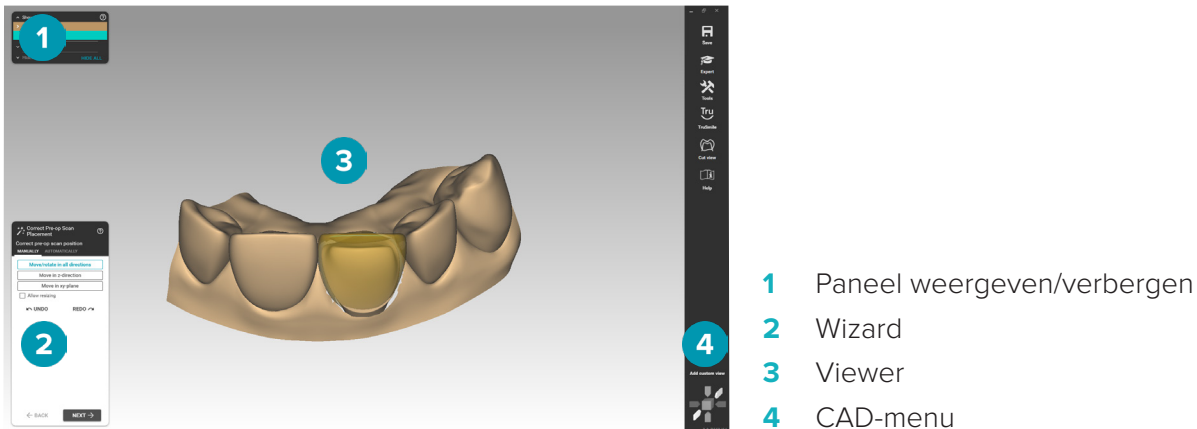 1
HIDE ALL
Save
Expert
Tools
Tru
TruSmile
Cut view
Help
3
Correct Pre-op Scan
Placement
Correct pre-op scan position
MANUALLY AUTOMATICALLY
Move/rotate in all directions
Move in z-direction
Move in xy-plane
Allow resizing
UNDO REDO
2
BACK NEXT
4
Add custom view
1 Paneel weergeven/verbergen
2 Wizard
3 Viewer
4 CAD-menu